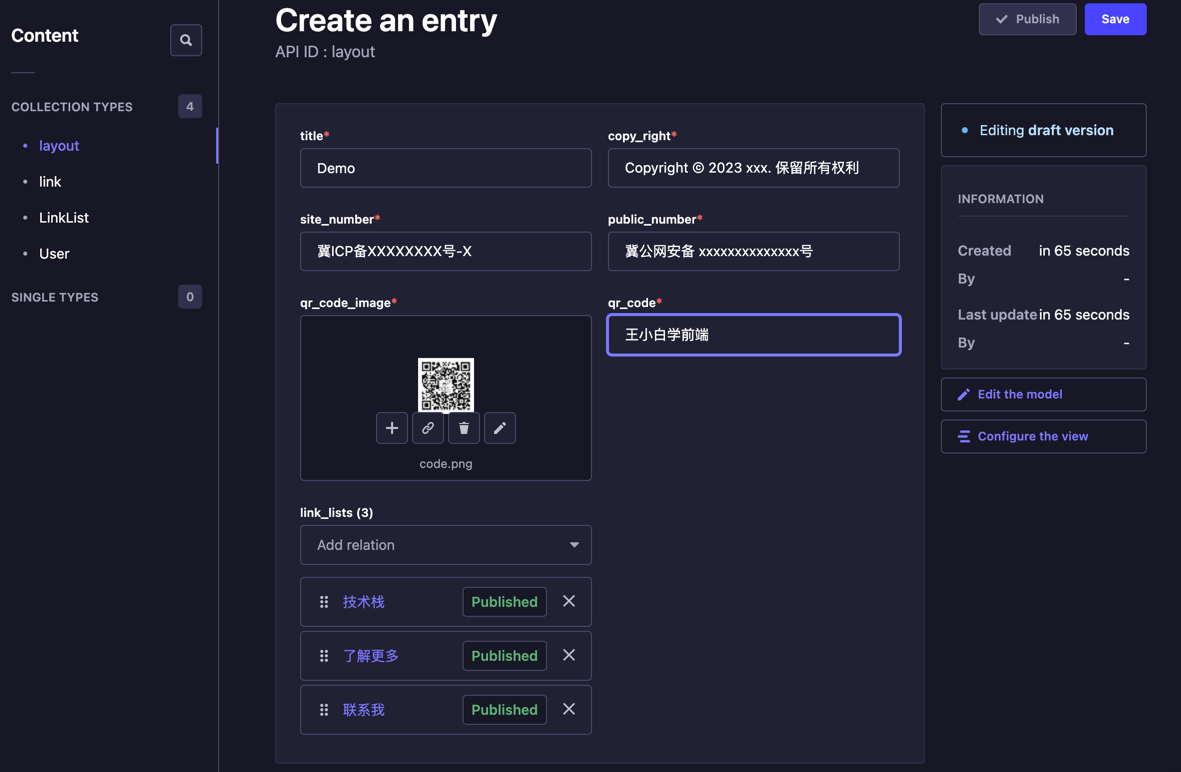 Content
COLLECTION TYPES 4
layout
link
LinkList
User
SINGLE TYPES 0
Create an entry
API ID : layout
Publish
Save
title*
Demo
copy_right*
Copyright © 2023 xxx. 保留所有权利
site_number*
冀ICP备XXXXXXXX号-X
public_number*
冀公网安备 xxxxxxxxxxxxxx号
qr_code_image*
code.png
qr_code*
王小白学前端
link_lists (3)
Add relation
技术栈 Published
了解更多 Published
联系我 Published
Editing draft version
INFORMATION
Created in 65 seconds
By -
Last update in 65 seconds
By -
Edit the model
Configure the view